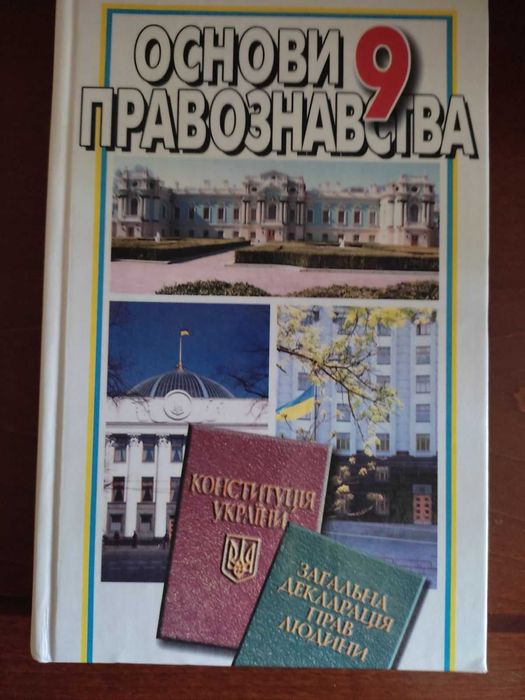 ОСНОВИ 9
ПРАВОЗНАВСТВА
КОНСТИТУЦІЯ
УКРАЇНИ
ЗАГАЛЬНА
ДЕКЛАРАЦІЯ
ПРАВ
ЛЮДИНИ